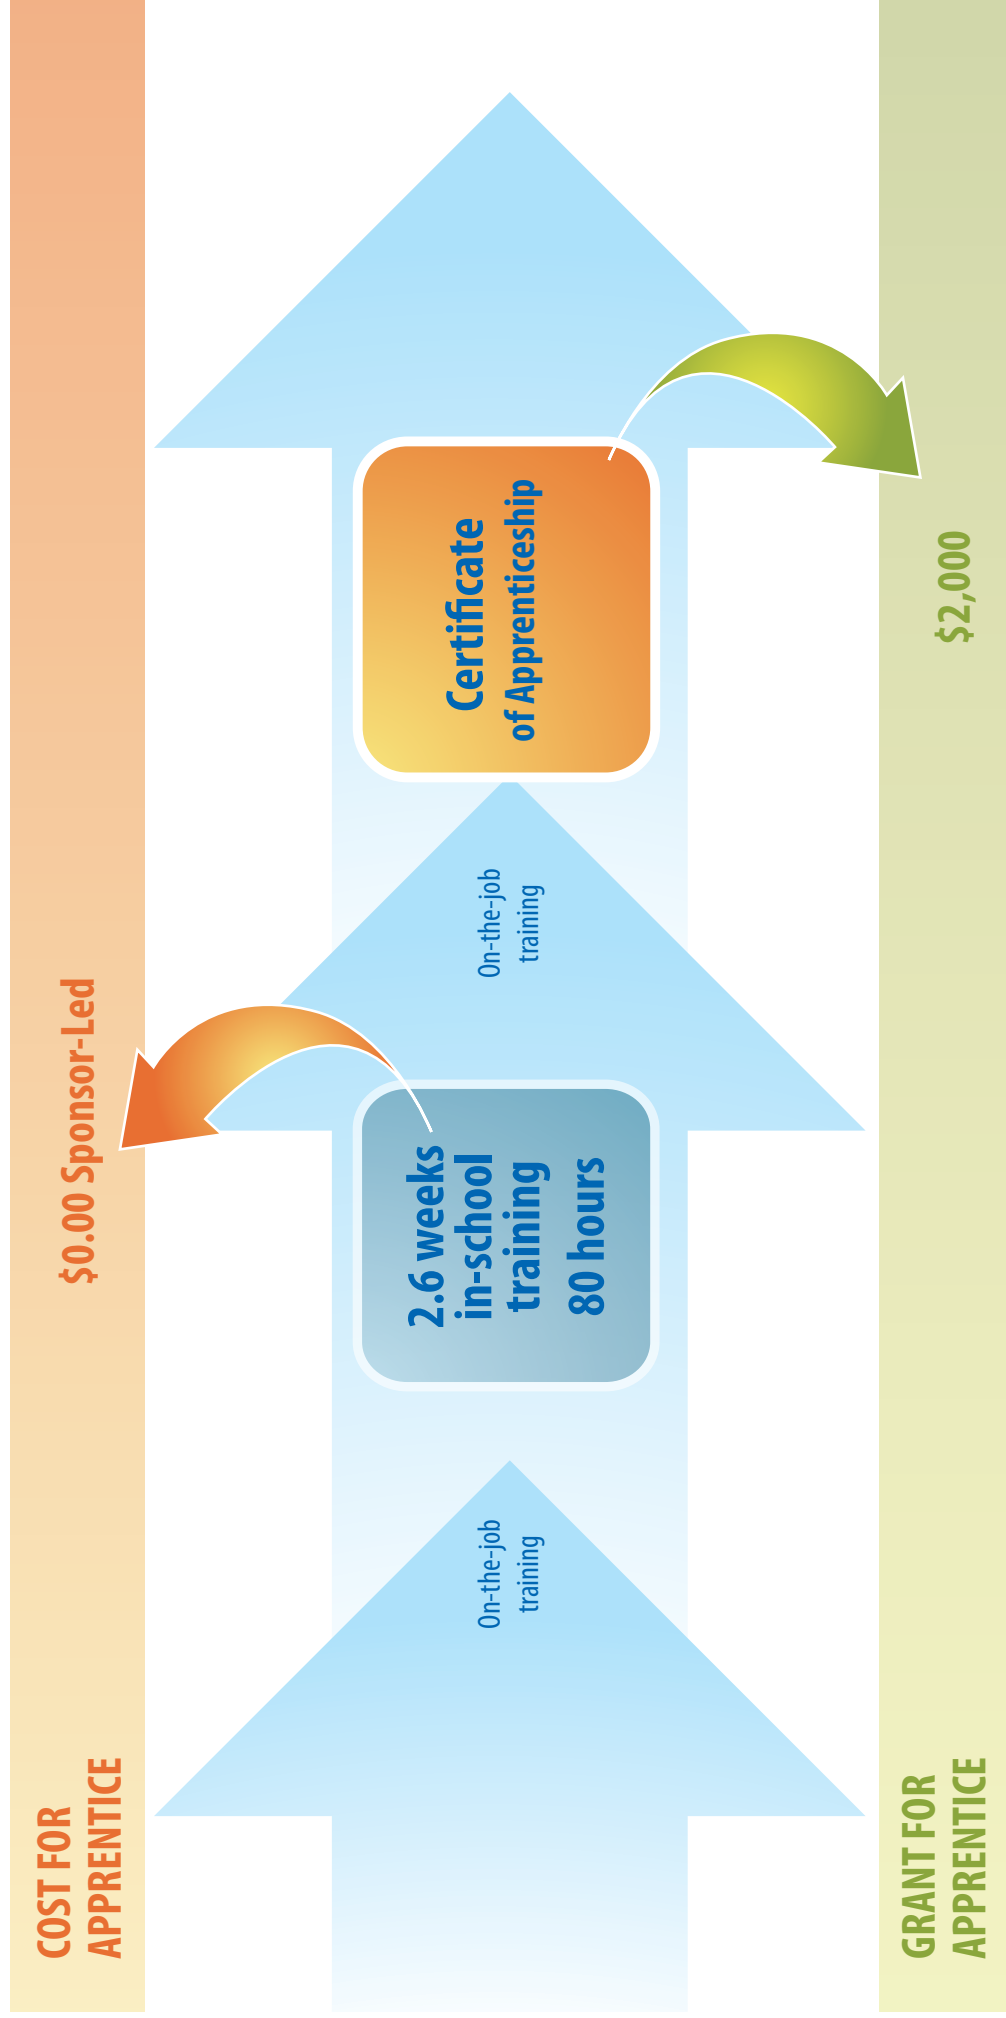 COST FOR
APPRENTICE
$0.00 Sponsor-Led
On-the-job
training
2.6 weeks
in-school
training
80 hours
On-the-job
training
Certificate
of Apprenticeship
GRANT FOR
APPRENTICE
$2,000